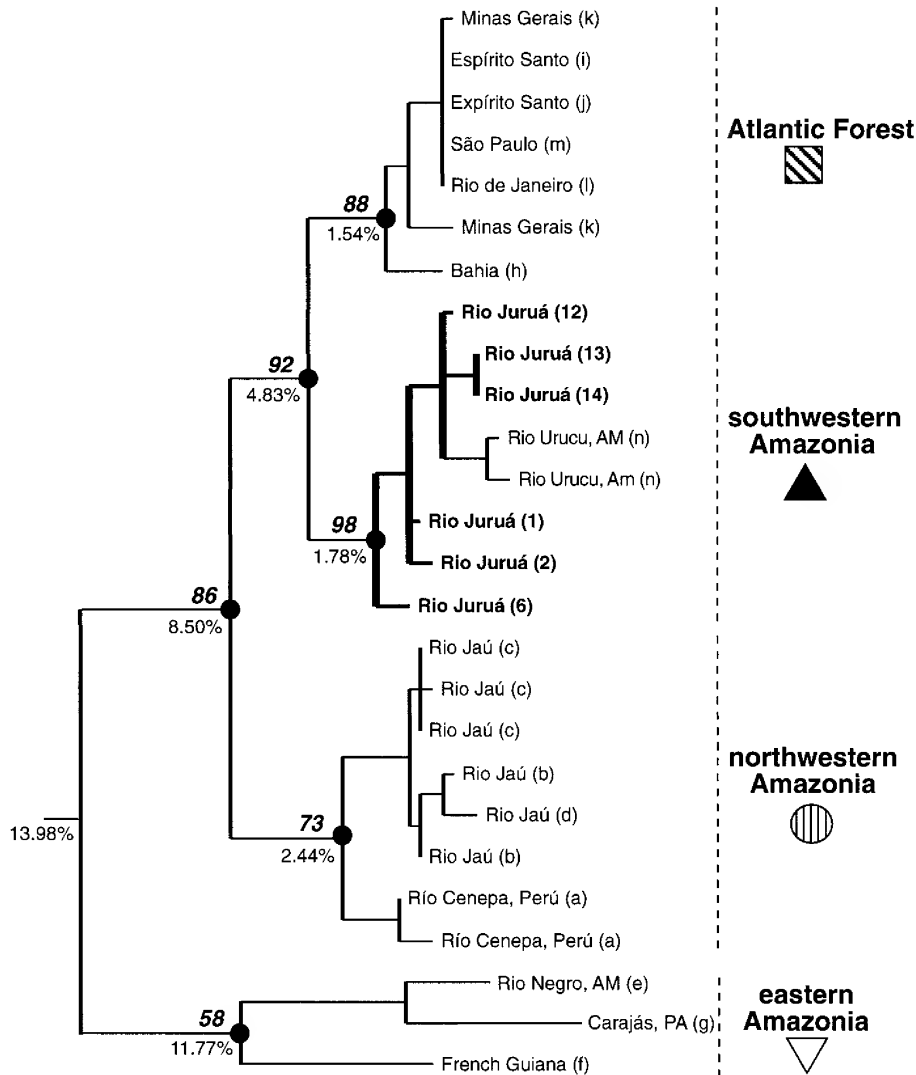 Minas Gerais (k)
Espírito Santo (i)
Expírito Santo (j)
São Paulo (m)
Rio de Janeiro (l)
Minas Gerais (k)
Bahia (h)
88
1.54%
Atlantic Forest
Rio Juruá (12)
Rio Juruá (13)
Rio Juruá (14)
Rio Urucu, AM (n)
Rio Urucu, Am (n)
Rio Juruá (1)
Rio Juruá (2)
Rio Juruá (6)
92
4.83%
98
1.78%
southwestern
Amazonia
86
8.50%
Rio Jaú (c)
Rio Jaú (c)
Rio Jaú (c)
Rio Jaú (b)
Rio Jaú (d)
Rio Jaú (b)
Río Cenepa, Perú (a)
Río Cenepa, Perú (a)
73
2.44%
northwestern
Amazonia
13.98%
Rio Negro, AM (e)
Carajás, PA (g)
French Guiana (f)
58
11.77%
eastern
Amazonia